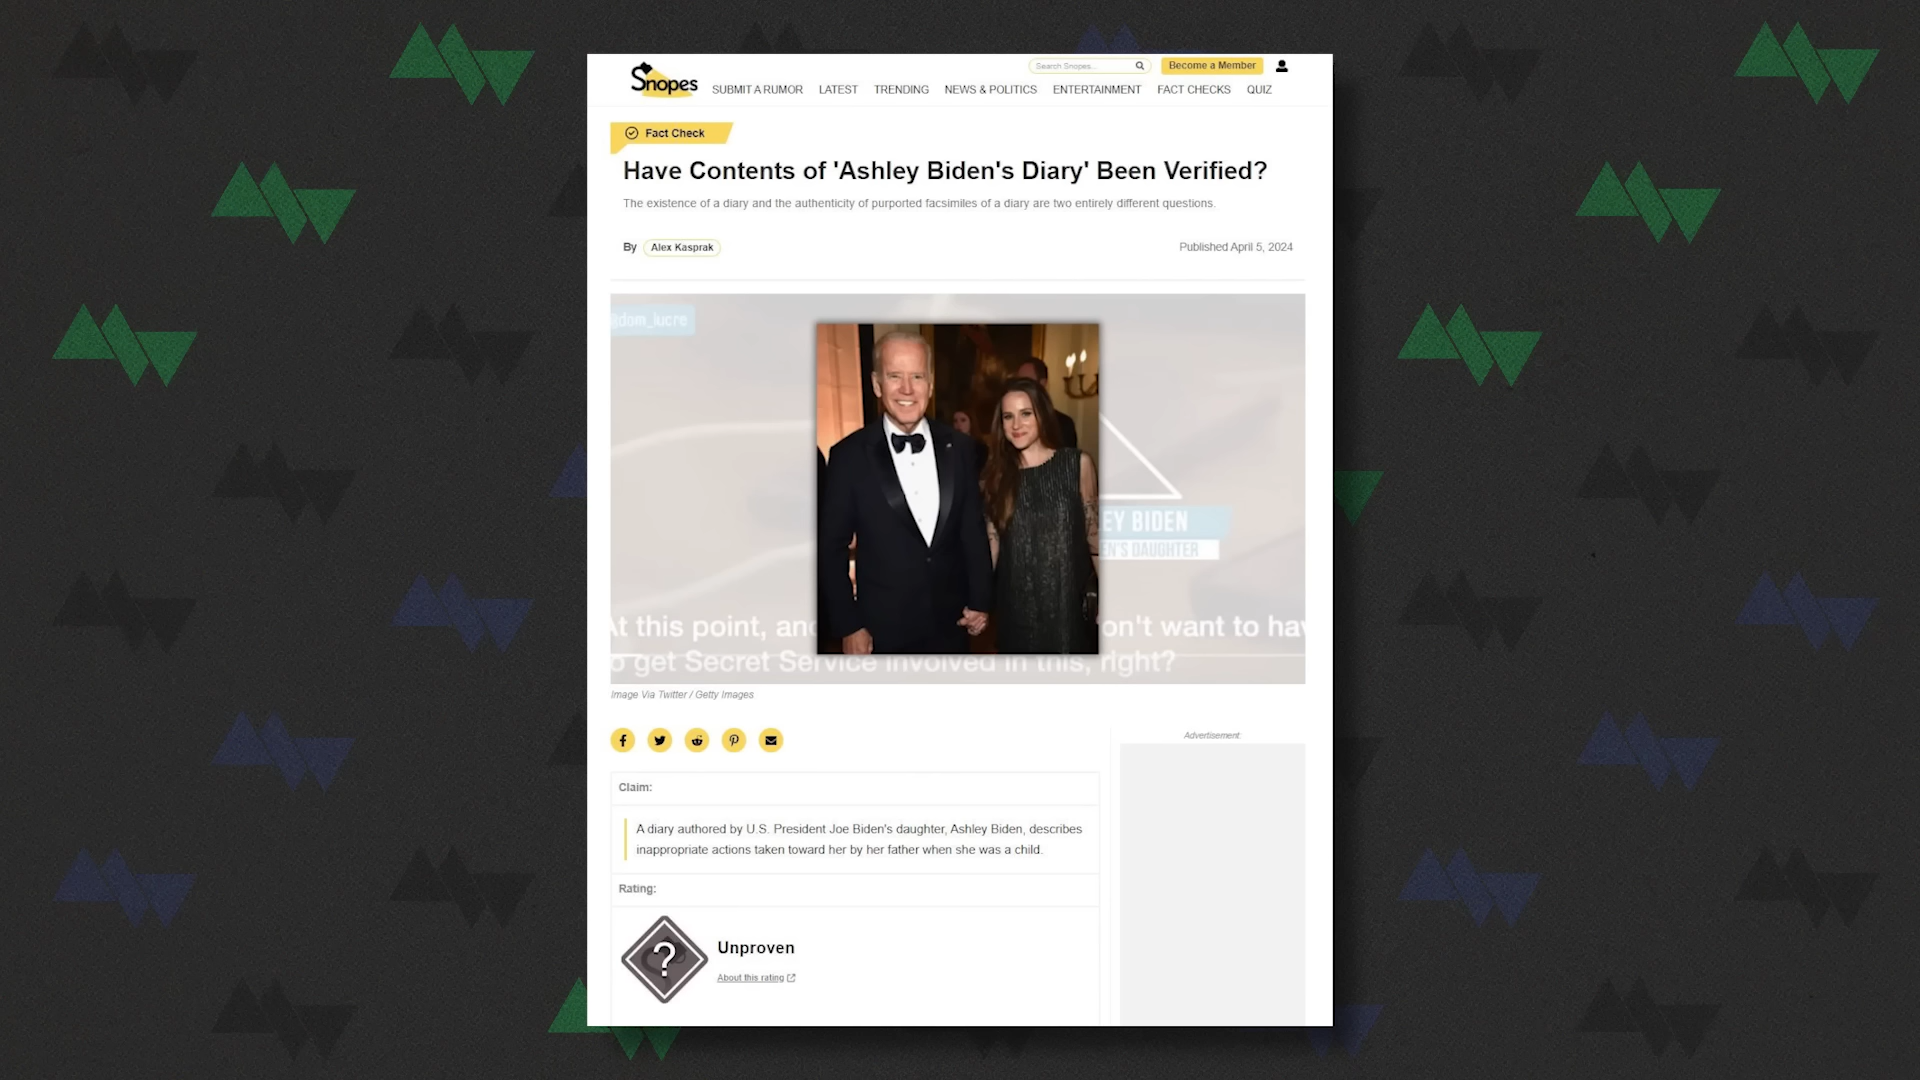 Snopes
Search Snopes...
Become a Member
SUBMIT A RUMOR
LATEST
TRENDING
NEWS & POLITICS
ENTERTAINMENT
FACT CHECKS
QUIZ
Fact Check
Have Contents of 'Ashley Biden's Diary' Been Verified?
The existence of a diary and the authenticity of purported facsimiles of a diary are two entirely different questions.
By Alex Kasprak
Published April 5, 2024
@dom_lucre
EY BIDEN
EN'S DAUGHTER
At this point, and on't want to hav
o get Secret Service involved in this, right?
Image Via Twitter / Getty Images
Advertisement:
Claim:
A diary authored by U.S. President Joe Biden's daughter, Ashley Biden, describes
inappropriate actions taken toward her by her father when she was a child.
Rating:
?
Unproven
About this rating